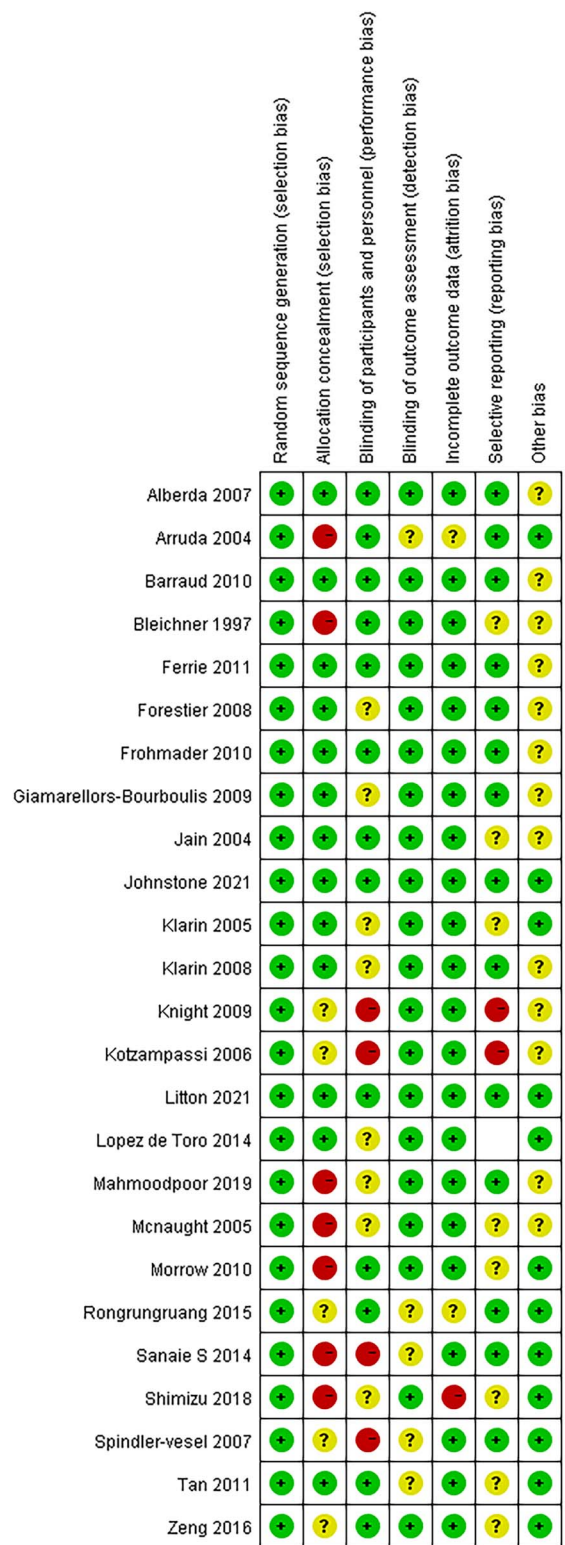 Random sequence generation (selection bias)
Allocation concealment (selection bias)
Blinding of participants and personnel (performance bias)
Blinding of outcome assessment (detection bias)
Incomplete outcome data (attrition bias)
Selective reporting (reporting bias)
Other bias
Alberda 2007 + + + + + + ?
Arruda 2004 + - + ? ? + +
Barraud 2010 + + + + + + ?
Bleichner 1997 + - + + + ? ?
Ferrie 2011 + + + + + + ?
Forestier 2008 + + ? + + + ?
Frohmader 2010 + + + + + + ?
Giamarellors-Bourboulis 2009 + + ? + + + ?
Jain 2004 + + + + + ? ?
Johnstone 2021 + + + + + + +
Klarin 2005 + + ? + + ? +
Klarin 2008 + + ? + + + ?
Knight 2009 + ? - + + - ?
Kotzampassi 2006 + ? - + + - ?
Litton 2021 + + + + + + +
Lopez de Toro 2014 + + ? + + +
Mahmoodpoor 2019 + - ? + + + ?
Mcnaught 2005 + - ? + + ? ?
Morrow 2010 + - + + + ? +
Rongrungruang 2015 + ? + ? ? + +
Sanaie S 2014 + - - ? + + +
Shimizu 2018 + - ? + - ? +
Spindler-vesel 2007 + ? - ? + + +
Tan 2011 + + + ? + ? +
Zeng 2016 + ? + + + ? +